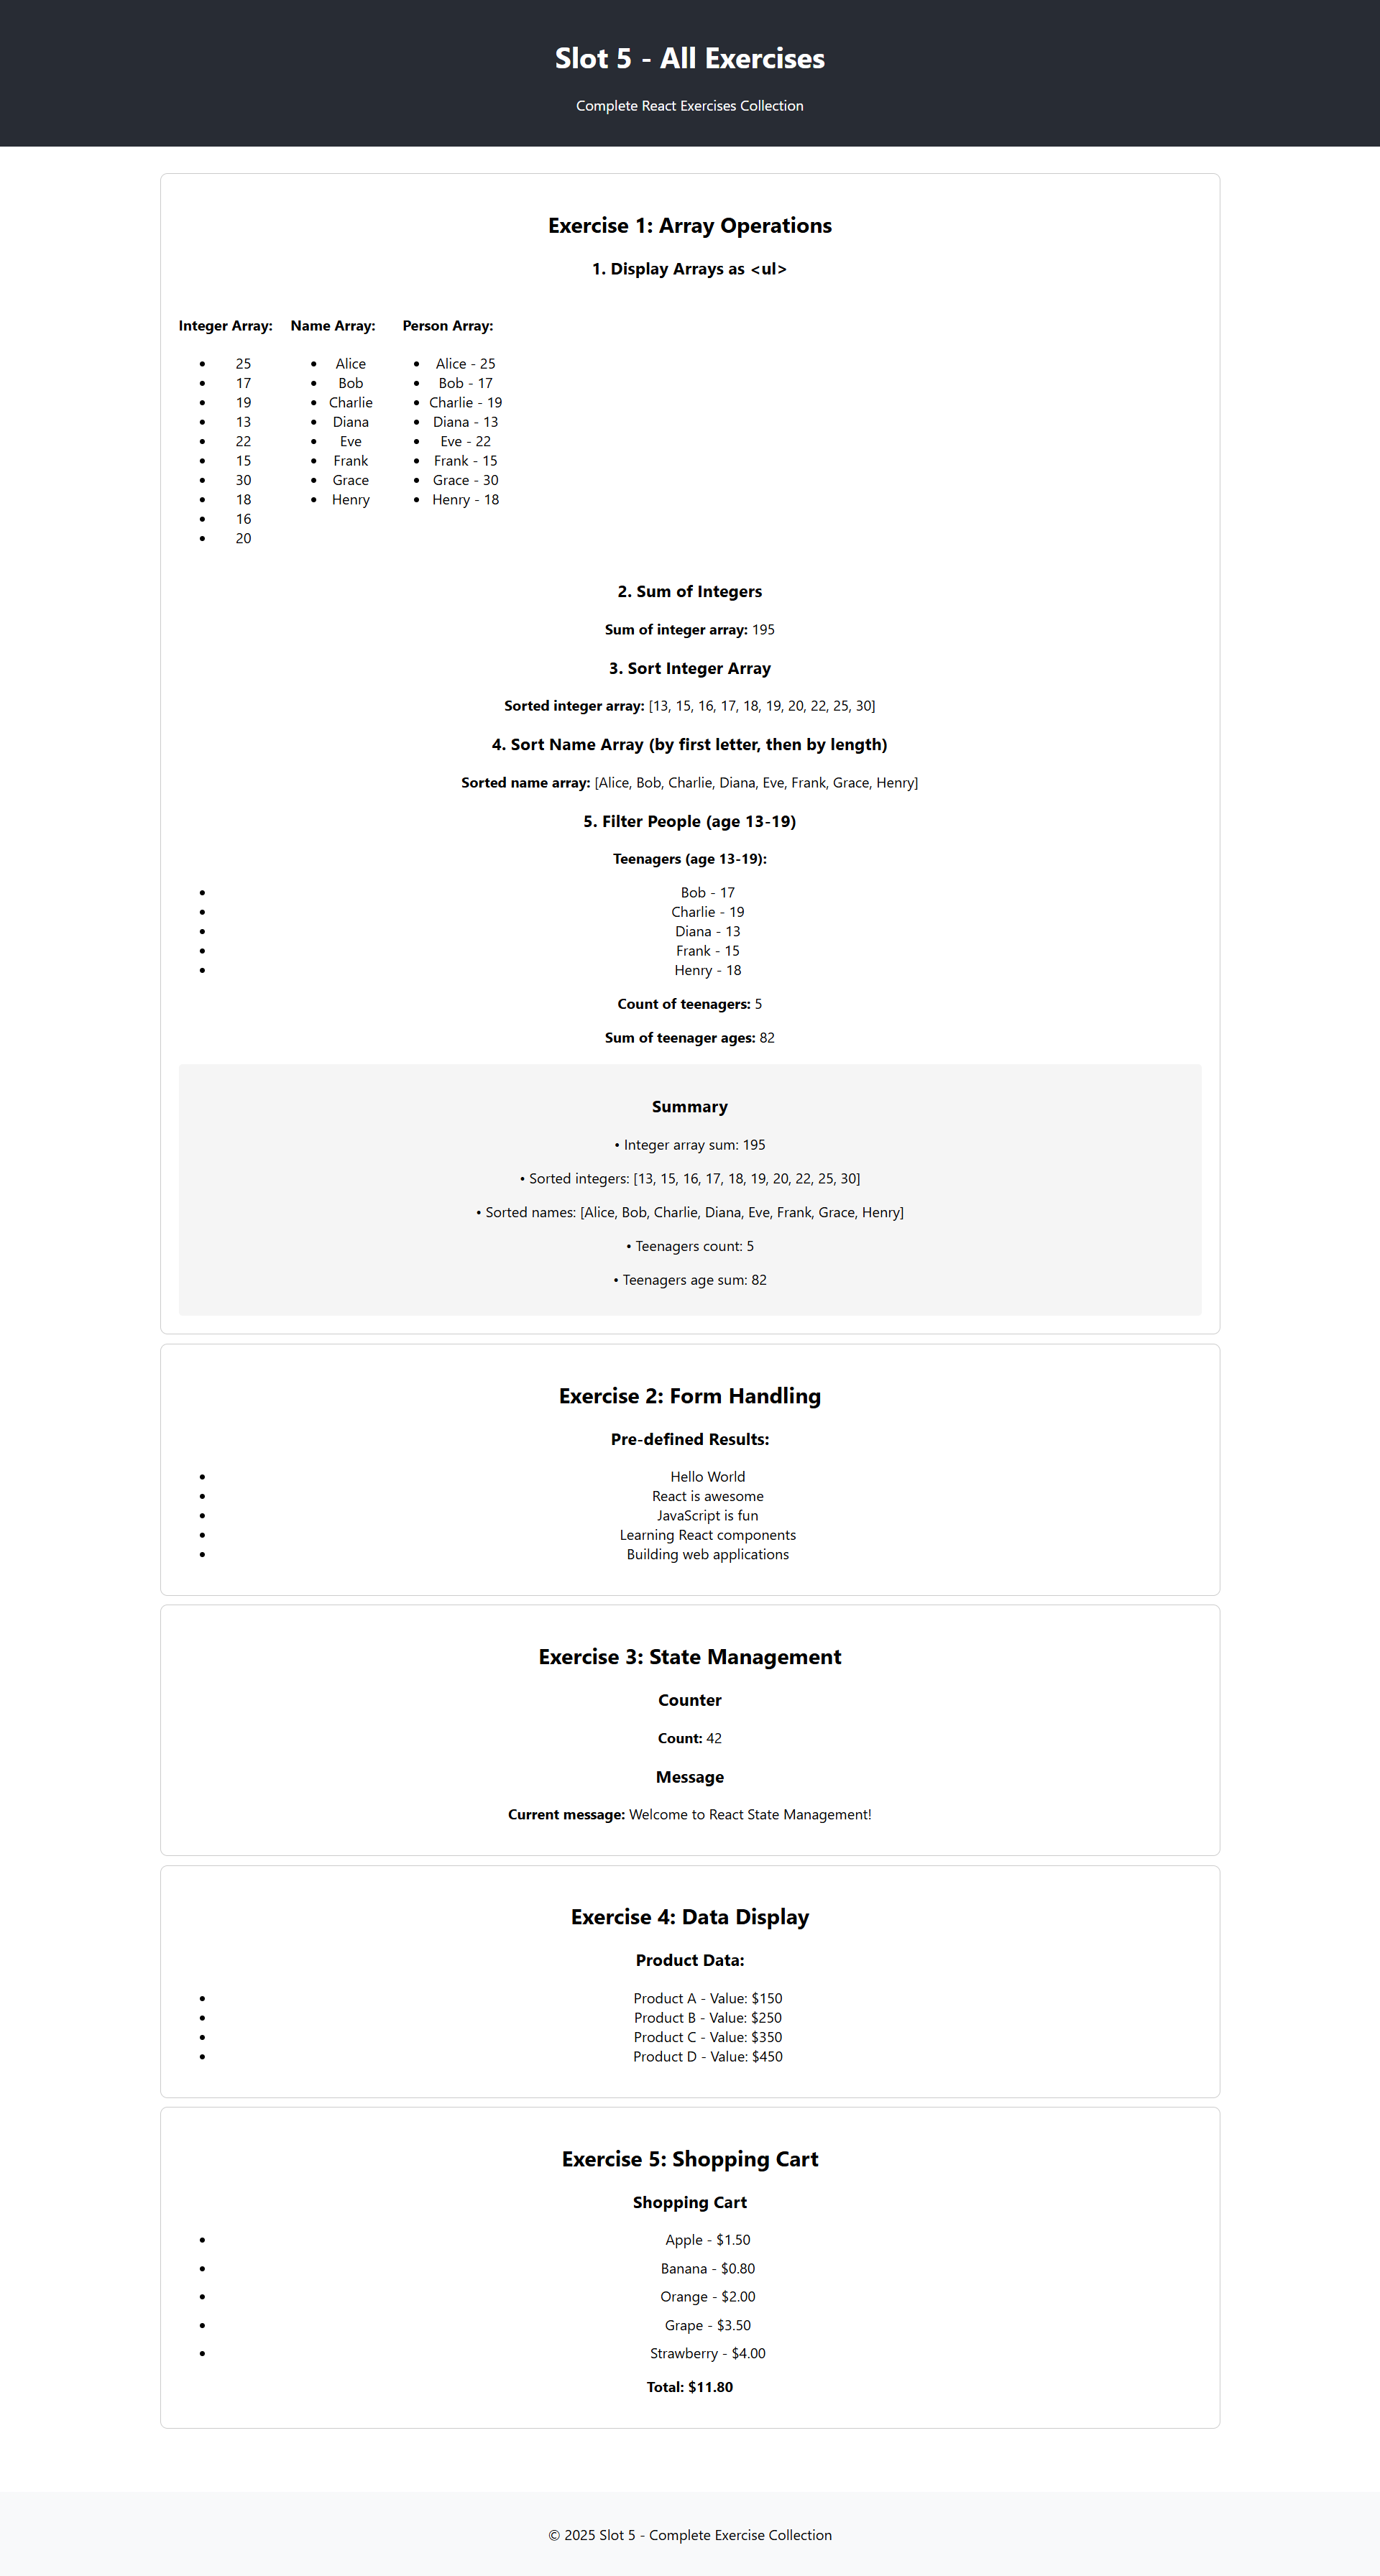 Slot 5 - All Exercises
Complete React Exercises Collection
Exercise 1: Array Operations
1. Display Arrays as <ul>
Integer Array:
• 25
• 17
• 19
• 13
• 22
• 15
• 30
• 18
• 16
• 20
Name Array:
• Alice
• Bob
• Charlie
• Diana
• Eve
• Frank
• Grace
• Henry
Person Array:
• Alice - 25
• Bob - 17
• Charlie - 19
• Diana - 13
• Eve - 22
• Frank - 15
• Grace - 30
• Henry - 18
2. Sum of Integers
Sum of integer array: 195
3. Sort Integer Array
Sorted integer array: [13, 15, 16, 17, 18, 19, 20, 22, 25, 30]
4. Sort Name Array (by first letter, then by length)
Sorted name array: [Alice, Bob, Charlie, Diana, Eve, Frank, Grace, Henry]
5. Filter People (age 13-19)
Teenagers (age 13-19):
• Bob - 17
• Charlie - 19
• Diana - 13
• Frank - 15
• Henry - 18
Count of teenagers: 5
Sum of teenager ages: 82
Summary
• Integer array sum: 195
• Sorted integers: [13, 15, 16, 17, 18, 19, 20, 22, 25, 30]
• Sorted names: [Alice, Bob, Charlie, Diana, Eve, Frank, Grace, Henry]
• Teenagers count: 5
• Teenagers age sum: 82
Exercise 2: Form Handling
Pre-defined Results:
• Hello World
• React is awesome
• JavaScript is fun
• Learning React components
• Building web applications
Exercise 3: State Management
Counter
Count: 42
Message
Current message: Welcome to React State Management!
Exercise 4: Data Display
Product Data:
• Product A - Value: $150
• Product B - Value: $250
• Product C - Value: $350
• Product D - Value: $450
Exercise 5: Shopping Cart
Shopping Cart
• Apple - $1.50
• Banana - $0.80
• Orange - $2.00
• Grape - $3.50
• Strawberry - $4.00
Total: $11.80
© 2025 Slot 5 - Complete Exercise Collection